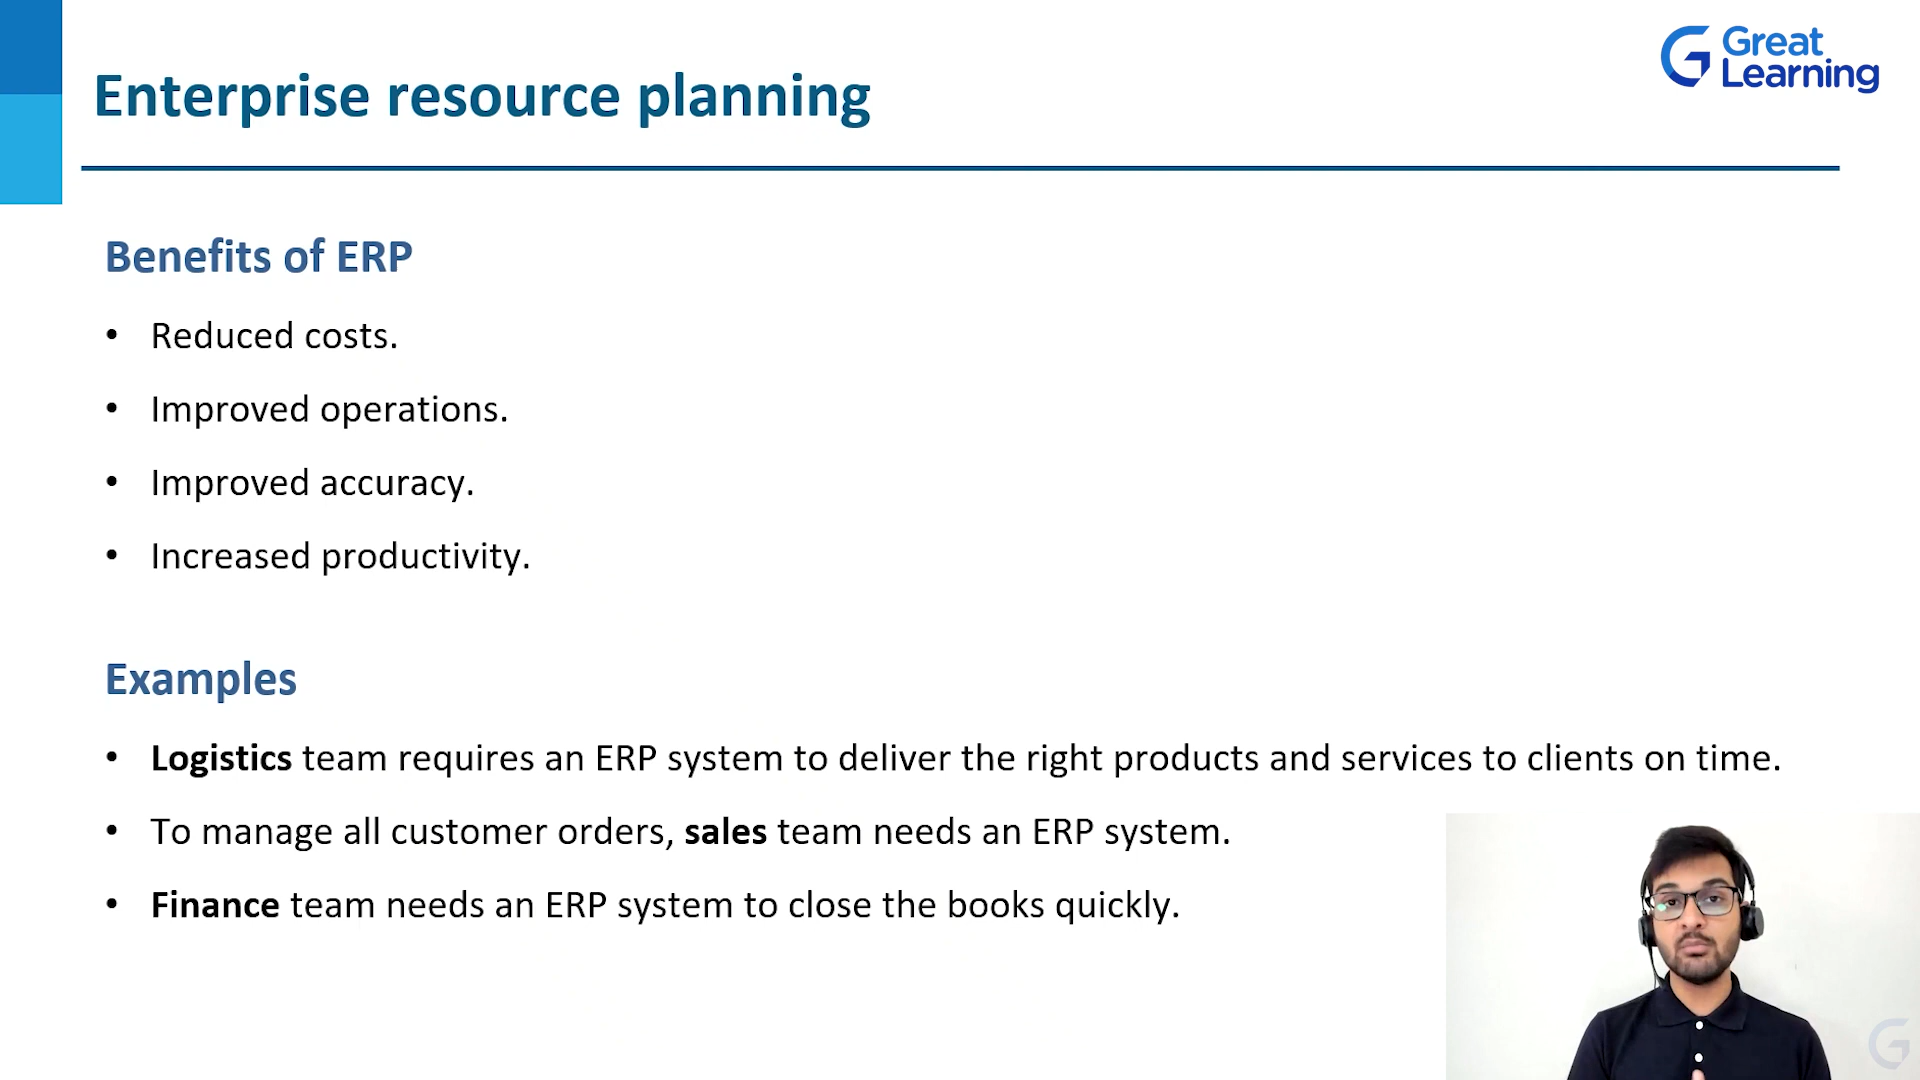 Great
Learning
Enterprise resource planning
Benefits of ERP
• Reduced costs.
• Improved operations.
• Improved accuracy.
• Increased productivity.
Examples
• Logistics team requires an ERP system to deliver the right products and services to clients on time.
• To manage all customer orders, sales team needs an ERP system.
• Finance team needs an ERP system to close the books quickly.